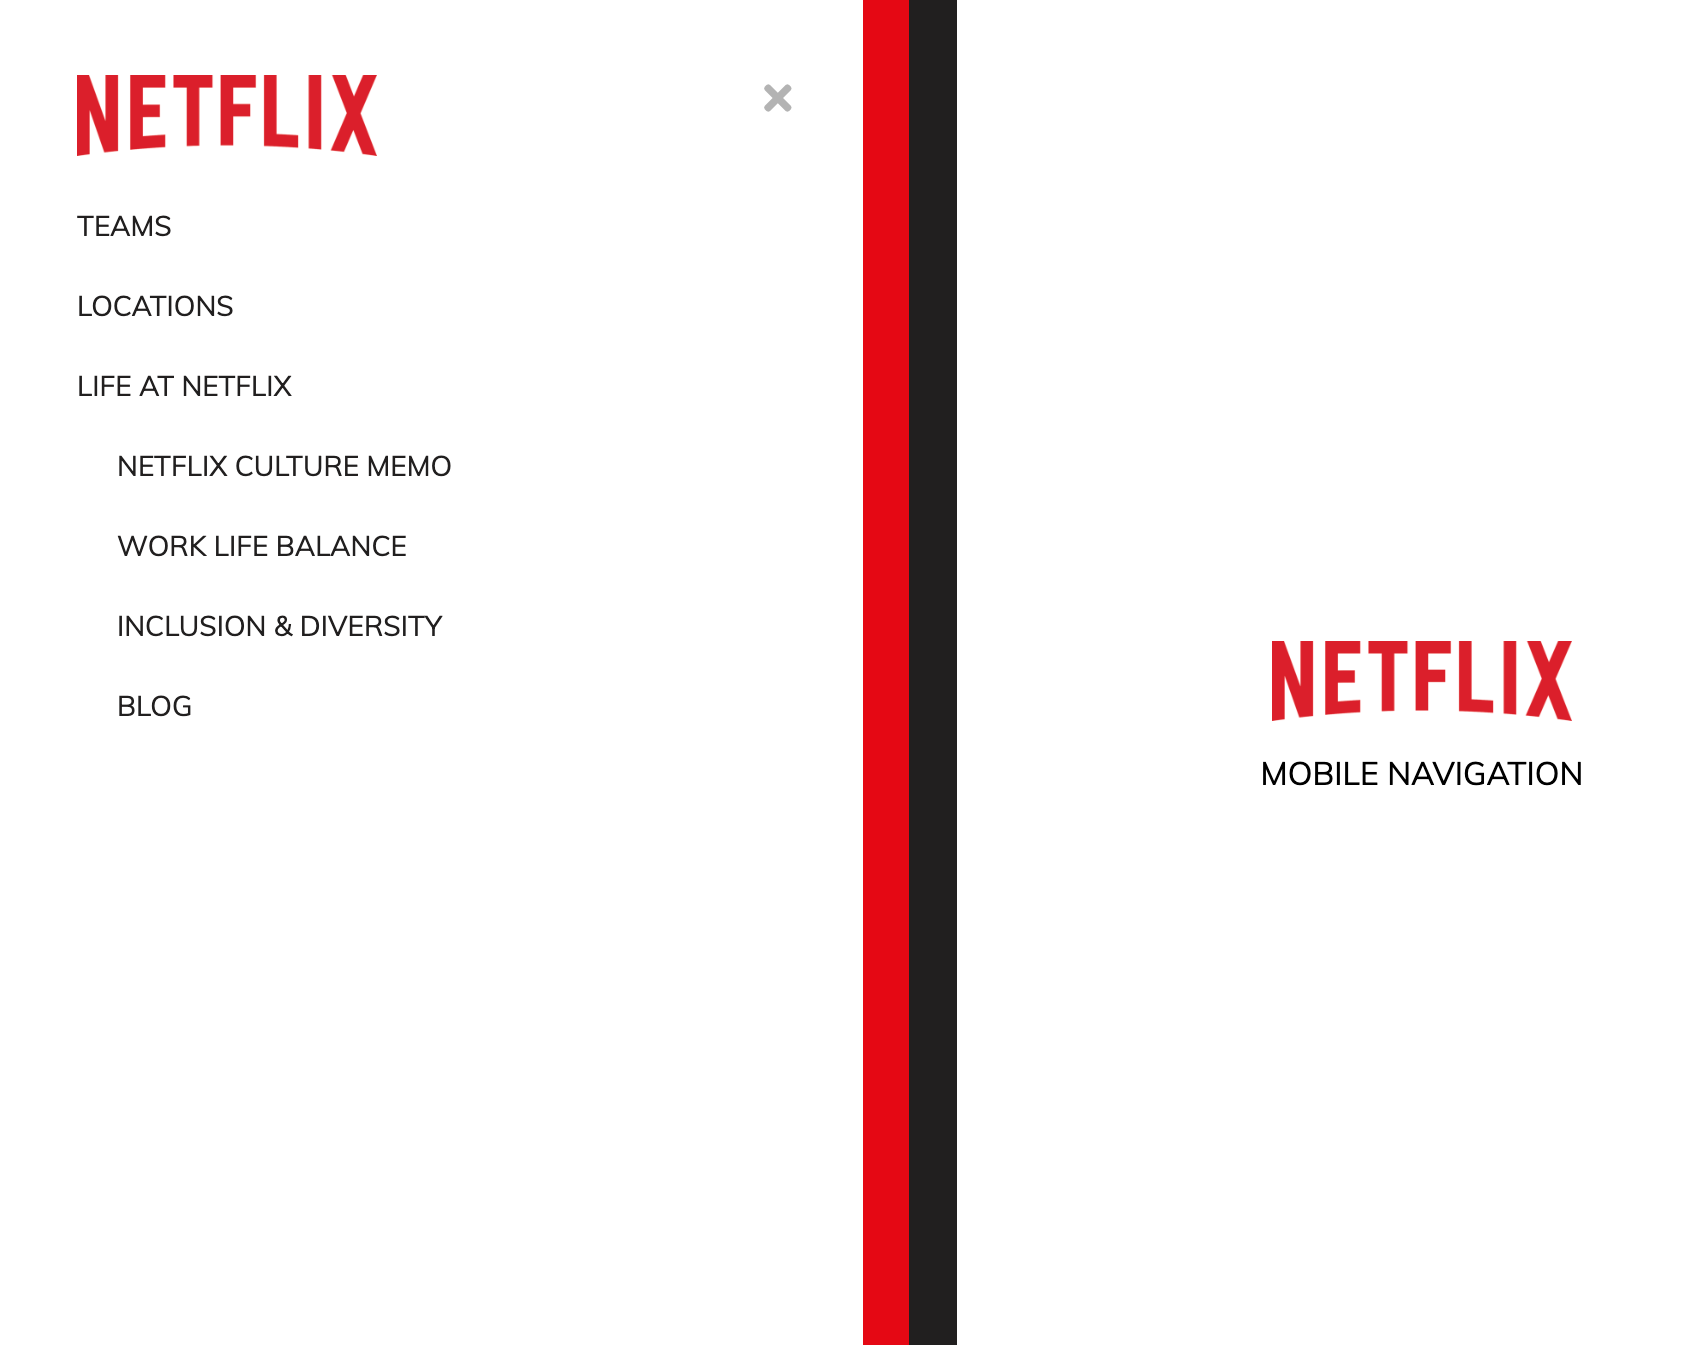 NETFLIX
TEAMS
LOCATIONS
LIFE AT NETFLIX
NETFLIX CULTURE MEMO
WORK LIFE BALANCE
INCLUSION & DIVERSITY
BLOG
NETFLIX
MOBILE NAVIGATION